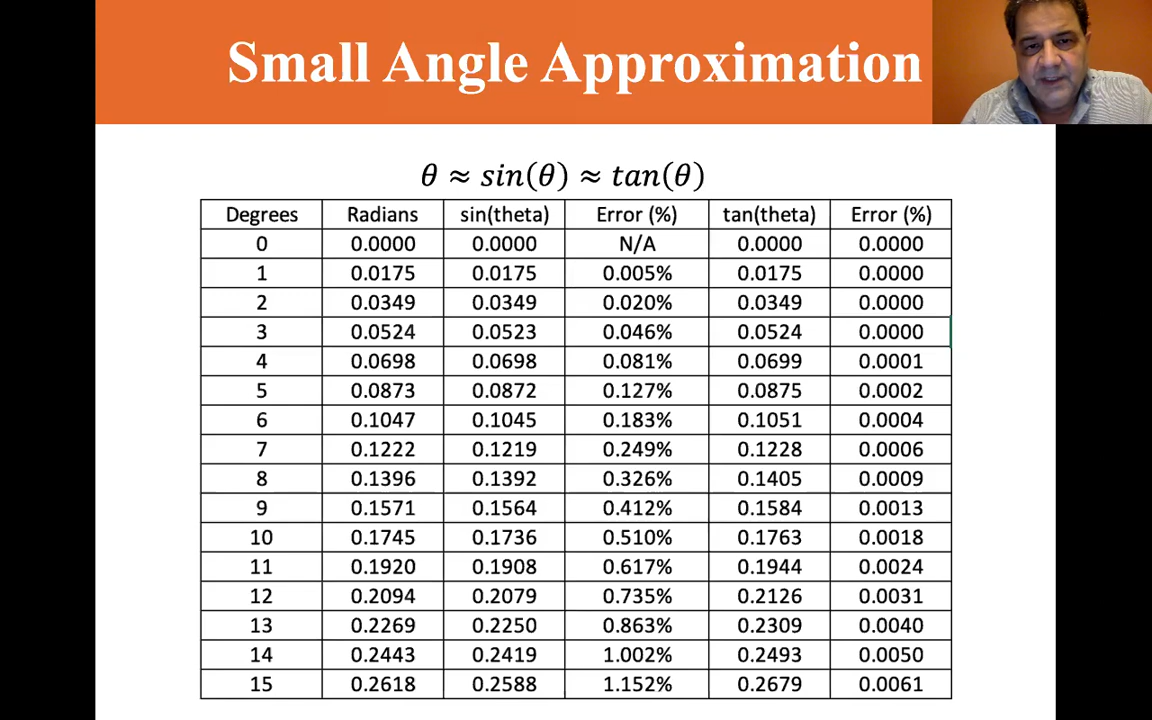 Small Angle Approximation
θ ≈ sin(θ) ≈ tan(θ)
Degrees Radians sin(theta) Error (%) tan(theta) Error (%)
0 0.0000 0.0000 N/A 0.0000 0.0000
1 0.0175 0.0175 0.005% 0.0175 0.0000
2 0.0349 0.0349 0.020% 0.0349 0.0000
3 0.0524 0.0523 0.046% 0.0524 0.0000
4 0.0698 0.0698 0.081% 0.0699 0.0001
5 0.0873 0.0872 0.127% 0.0875 0.0002
6 0.1047 0.1045 0.183% 0.1051 0.0004
7 0.1222 0.1219 0.249% 0.1228 0.0006
8 0.1396 0.1392 0.326% 0.1405 0.0009
9 0.1571 0.1564 0.412% 0.1584 0.0013
10 0.1745 0.1736 0.510% 0.1763 0.0018
11 0.1920 0.1908 0.617% 0.1944 0.0024
12 0.2094 0.2079 0.735% 0.2126 0.0031
13 0.2269 0.2250 0.863% 0.2309 0.0040
14 0.2443 0.2419 1.002% 0.2493 0.0050
15 0.2618 0.2588 1.152% 0.2679 0.0061